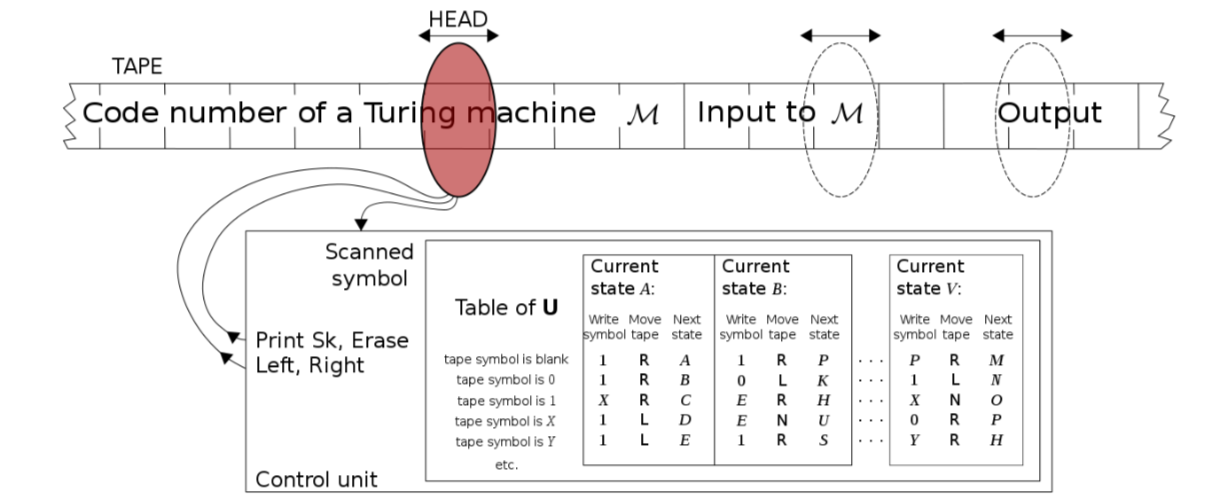 HEAD
TAPE
Code number of a Turing machine ℳ Input to ℳ Output
Scanned
symbol
Print Sk, Erase
Left, Right
Control unit
Table of U
Current Current Current
state A: state B: state V:
Write Move Next Write Move Next Write Move Next
symbol tape state symbol tape state symbol tape state
tape symbol is blank 1 R A 1 R P · · · P R M
tape symbol is 0 1 R B 0 L K · · · 1 L N
tape symbol is 1 X R C E R H · · · X N O
tape symbol is X 1 L D E N U · · · 0 R P
tape symbol is Y 1 L E 1 R S · · · Y R H
etc.